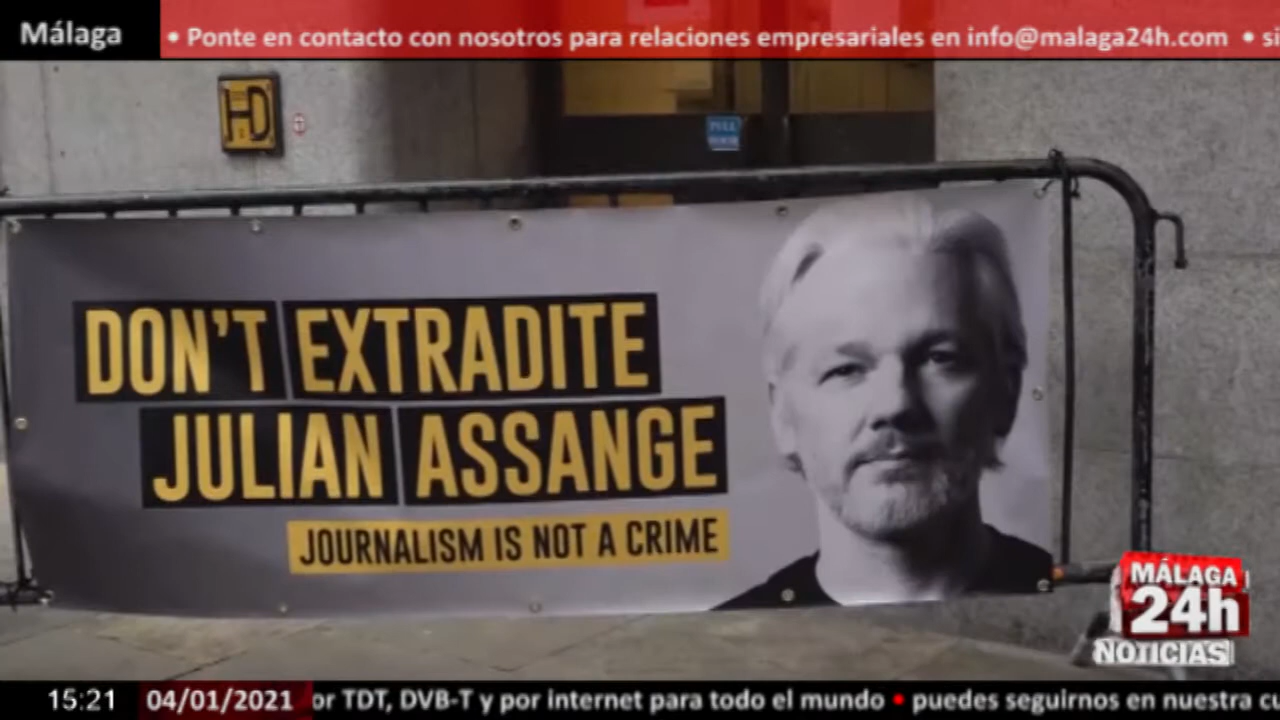 Málaga
• Ponte en contacto con nosotros para relaciones empresariales en info@malaga24h.com • si
HD
DON'T EXTRADITE
JULIAN ASSANGE
JOURNALISM IS NOT A CRIME
MÁLAGA
24h
NOTICIAS
15:21 04/01/2021 or TDT, DVB-T y por internet para todo el mundo • puedes seguirnos en nuestra cu